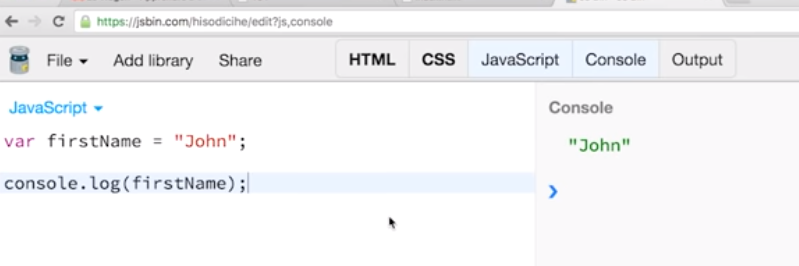 https://jsbin.com/hisodicihe/edit?js,console
File Add library Share HTML CSS JavaScript Console Output
JavaScript
Console
var firstName = "John";
"John"
console.log(firstName);